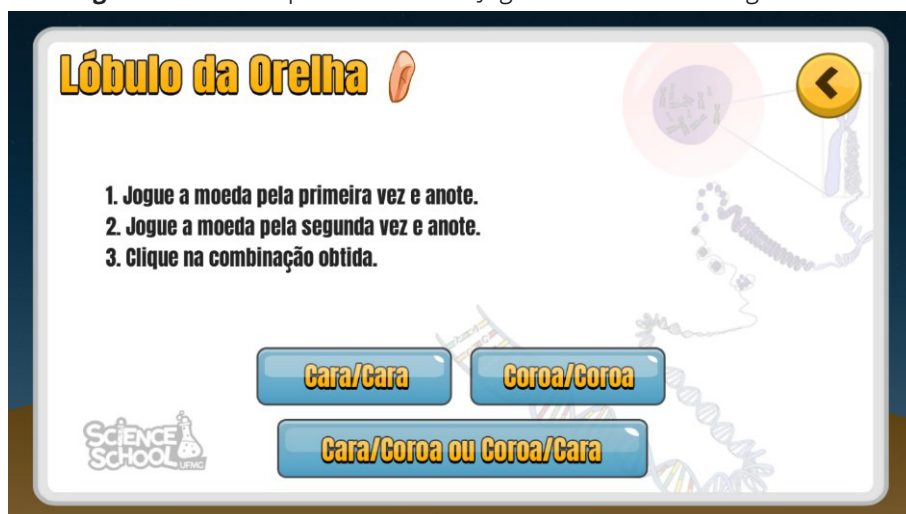 Lóbulo da Orelha
1. Jogue a moeda pela primeira vez e anote.
2. Jogue a moeda pela segunda vez e anote.
3. Clique na combinação obtida.
Cara/Cara
Coroa/Coroa
Cara/Coroa ou Coroa/Cara
SCIENCE
SCHOOL
UFMG